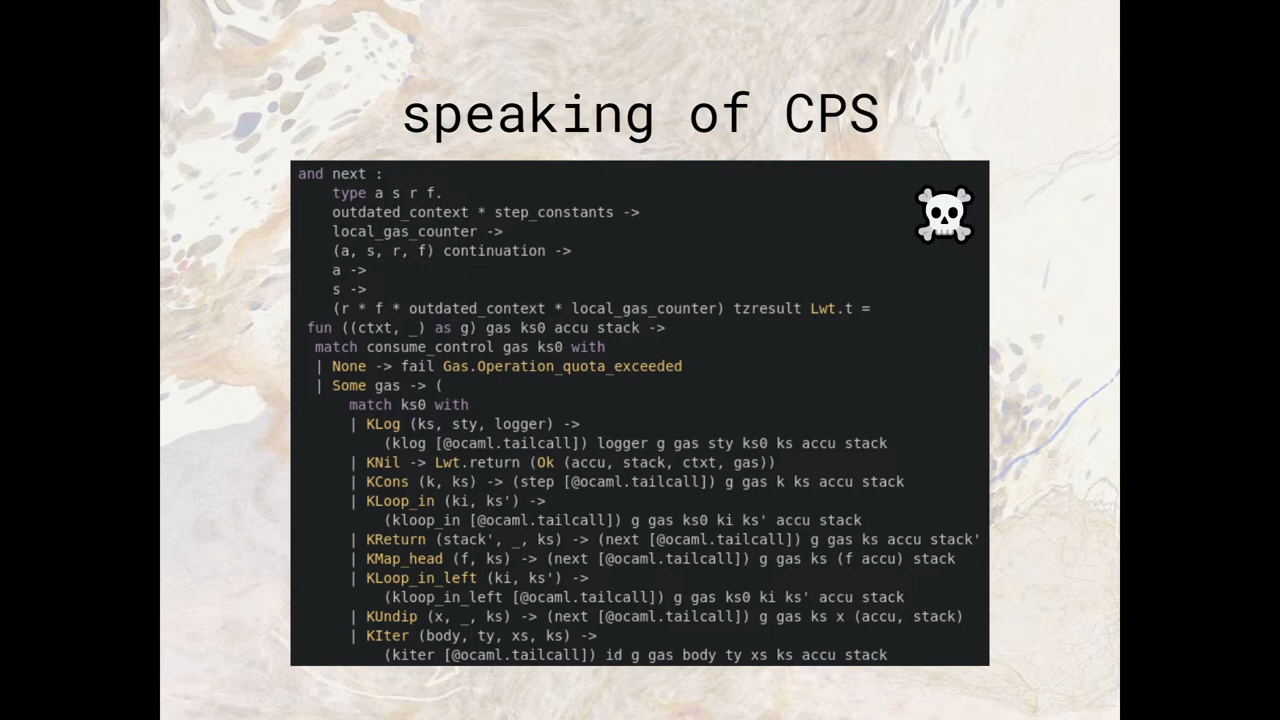 speaking of CPS
and next :
    type a s r f.
    outdated_context * step_constants ->
    local_gas_counter ->
    (a, s, r, f) continuation ->
    a ->
    s ->
    (r * f * outdated_context * local_gas_counter) tzresult Lwt.t =
 fun ((ctxt, _) as g) gas ks0 accu stack ->
  match consume_control gas ks0 with
  | None -> fail Gas.Operation_quota_exceeded
  | Some gas -> (
      match ks0 with
      | KLog (ks, sty, logger) ->
          (klog [@ocaml.tailcall]) logger g gas sty ks0 ks accu stack
      | KNil -> Lwt.return (Ok (accu, stack, ctxt, gas))
      | KCons (k, ks) -> (step [@ocaml.tailcall]) g gas k ks accu stack
      | KLoop_in (ki, ks') ->
          (kloop_in [@ocaml.tailcall]) g gas ks0 ki ks' accu stack
      | KReturn (stack', _, ks) -> (next [@ocaml.tailcall]) g gas ks accu stack'
      | KMap_head (f, ks) -> (next [@ocaml.tailcall]) g gas ks (f accu) stack
      | KLoop_in_left (ki, ks') ->
          (kloop_in_left [@ocaml.tailcall]) g gas ks0 ki ks' accu stack
      | KUndip (x, _, ks) -> (next [@ocaml.tailcall]) g gas ks x (accu, stack)
      | KIter (body, ty, xs, ks) ->
          (kiter [@ocaml.tailcall]) id g gas body ty xs ks accu stack